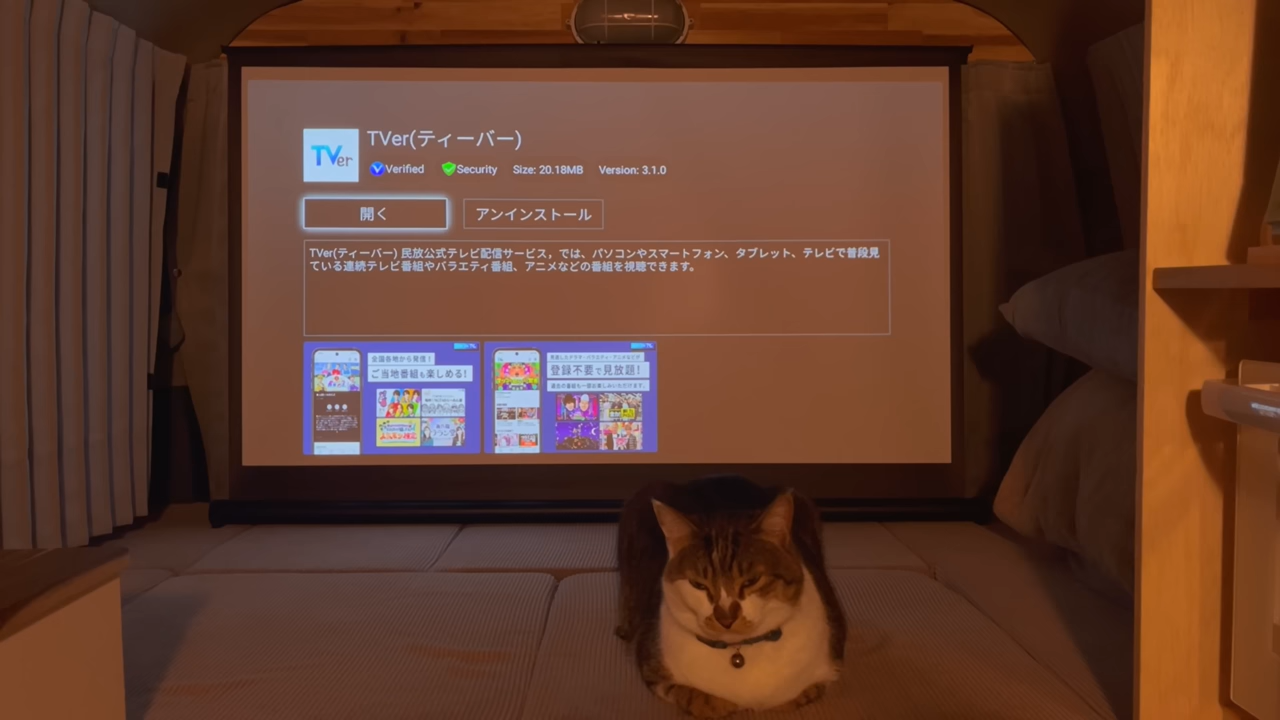 TVer(ティーバー)
TVer
Verified Security Size: 20.18MB Version: 3.1.0
開く アンインストール
TVer(ティーバー) 民放公式テレビ配信サービス，では、パソコンやスマートフォン、タブレット、テレビで普段見
ている連続テレビ番組やバラエティ番組、アニメなどの番組を視聴できます。
全国各地から発信！
ご当地番組も楽しめる!
登録不要で見放題!